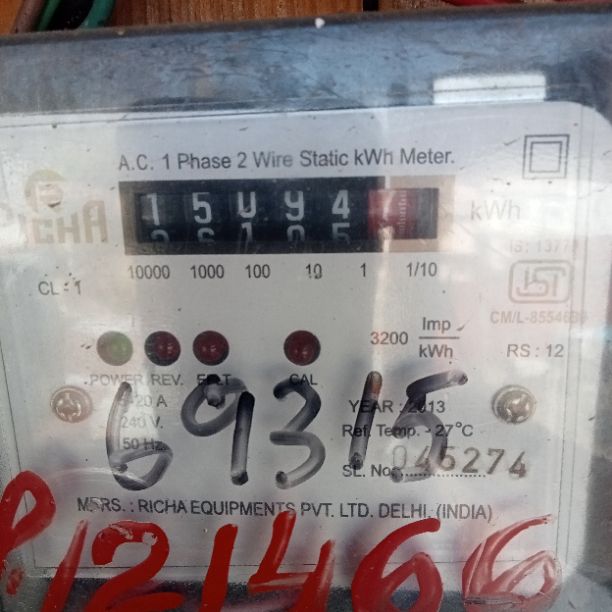 A.C. 1 Phase 2 Wire Static kWh Meter.
RICHA
15094 kWh
10000 1000 100 10 1 1/10
CL : 1
3200 Imp/kWh
RS : 12
POWER REV. CAL
240 V.
50 Hz
YEAR : 2013
Ref. Temp. - 27°C
SL. No. 045274
69315
M/SRS. : RICHA EQUIPMENTS PVT. LTD. DELHI. (INDIA)
121466